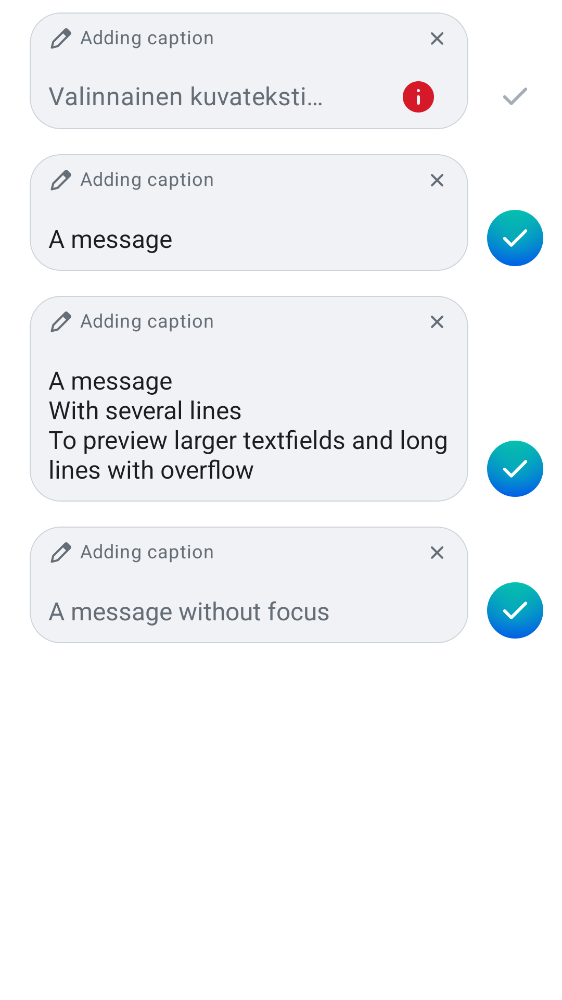 Adding caption
Valinnainen kuvateksti…
Adding caption
A message
Adding caption
A message
With several lines
To preview larger textfields and long
lines with overflow
Adding caption
A message without focus